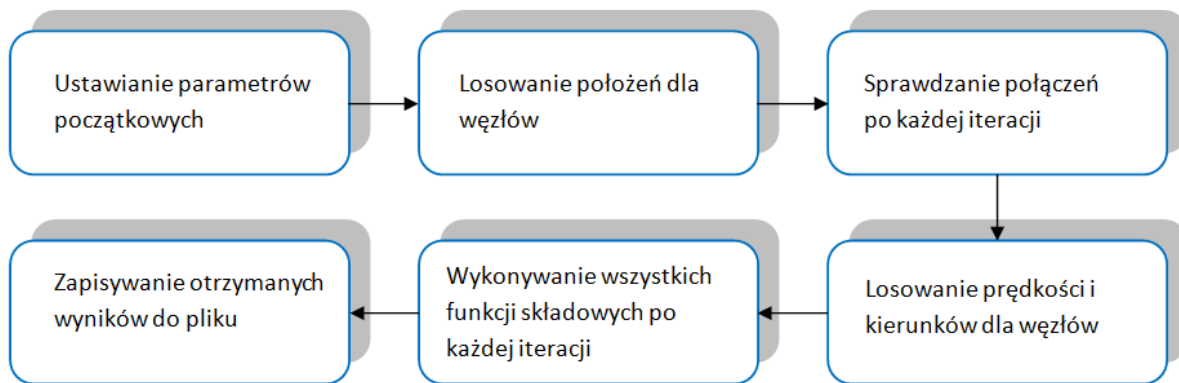 Ustawianie parametrów
początkowych
Losowanie położeń dla
węzłów
Sprawdzanie połączeń
po każdej iteracji
Losowanie prędkości i
kierunków dla węzłów
Wykonywanie wszystkich
funkcji składowych po
każdej iteracji
Zapisywanie otrzymanych
wyników do pliku